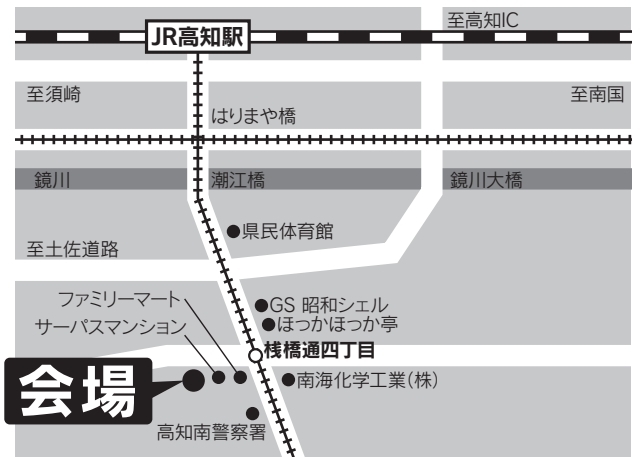 至高知IC
JR高知駅
至須崎
至南国
はりまや橋
鏡川
潮江橋
鏡川大橋
県民体育館
至土佐道路
ファミリーマート
GS 昭和シェル
サーパスマンション
ほっかほっか亭
桟橋通四丁目
会場
南海化学工業(株)
高知南警察署